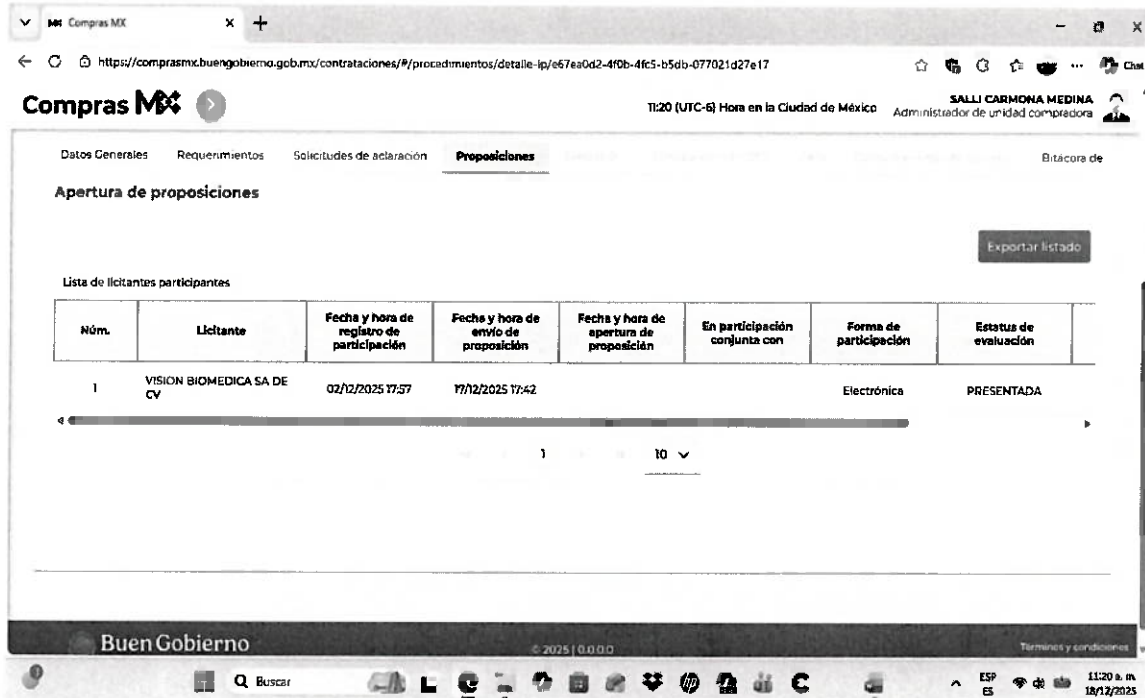 Compras MX
https://comprasmx.buengobierno.gob.mx/contrataciones/#/procedimientos/detalle-ip/e67ea0d2-4f0b-4fc5-b5db-077021d27e17
Chat
Compras MX
11:20 (UTC-6) Hora en la Ciudad de México
SALLI CARMONA MEDINA
Administrador de unidad compradora
Datos Generales Requerimientos Solicitudes de aclaración Proposiciones Bitácora de
Apertura de proposiciones
Exportar listado
Lista de licitantes participantes
Núm. Licitante Fecha y hora de registro de participación Fecha y hora de envío de proposición Fecha y hora de apertura de proposición En participación conjunta con Forma de participación Estatus de evaluación
1 VISION BIOMEDICA SA DE CV 02/12/2025 17:57 17/12/2025 17:42 Electrónica PRESENTADA
1 10
Buen Gobierno © 2025 | 0.0.0.0 Términos y condiciones
Buscar ESP 11:20 a. m.
ES 18/12/2025